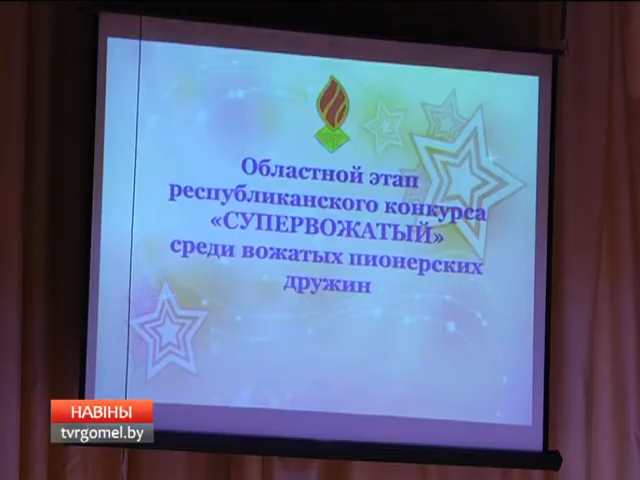 Областной этап
республиканского конкурса
«СУПЕРВОЖАТЫЙ»
среди вожатых пионерских
дружин
НАВІНЫ
tvrgomel.by